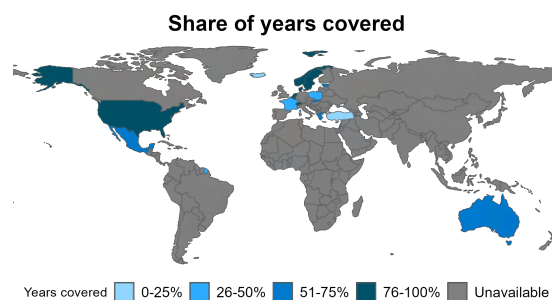 Share of years covered
Years covered 0-25% 26-50% 51-75% 76-100% Unavailable